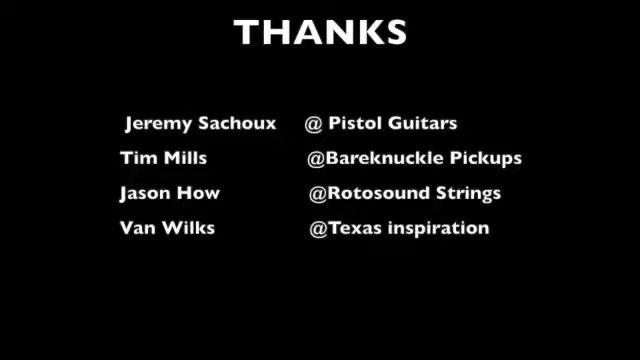 THANKS
Jeremy Sachoux @ Pistol Guitars
Tim Mills @Bareknuckle Pickups
Jason How @Rotosound Strings
Van Wilks @Texas inspiration